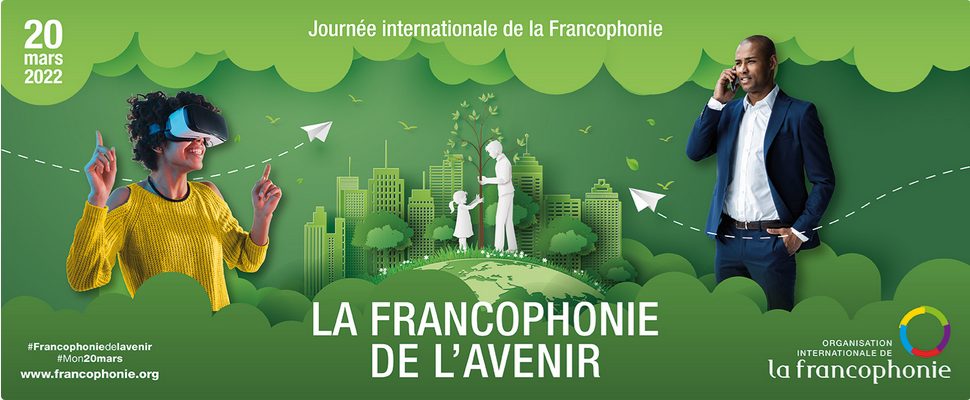 20
mars
2022
Journée internationale de la Francophonie
LA FRANCOPHONIE
DE L'AVENIR
#Francophoniedelavenir
#Mon20mars
www.francophonie.org
ORGANISATION
INTERNATIONALE DE
la francophonie